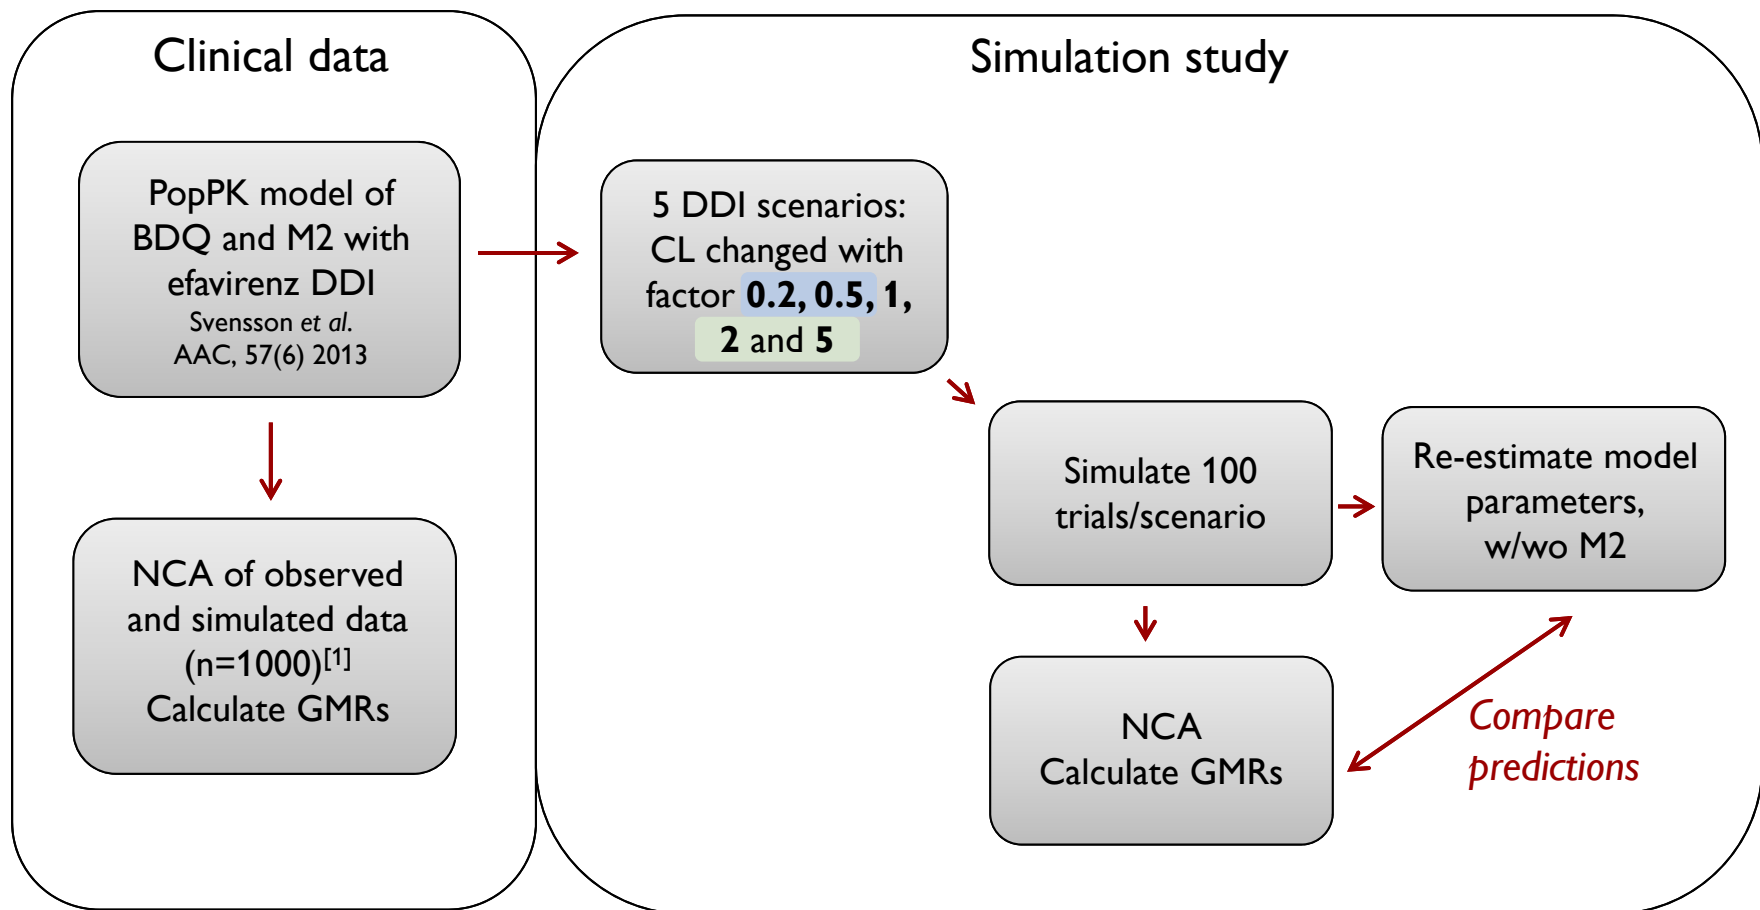 Clinical data
PopPK model of
BDQ and M2 with
efavirenz DDI
Svensson et al.
AAC, 57(6) 2013
NCA of observed
and simulated data
(n=1000)[1]
Calculate GMRs
Simulation study
5 DDI scenarios:
CL changed with
factor 0.2, 0.5, 1,
2 and 5
Simulate 100
trials/scenario
Re-estimate model
parameters,
w/wo M2
NCA
Calculate GMRs
Compare
predictions